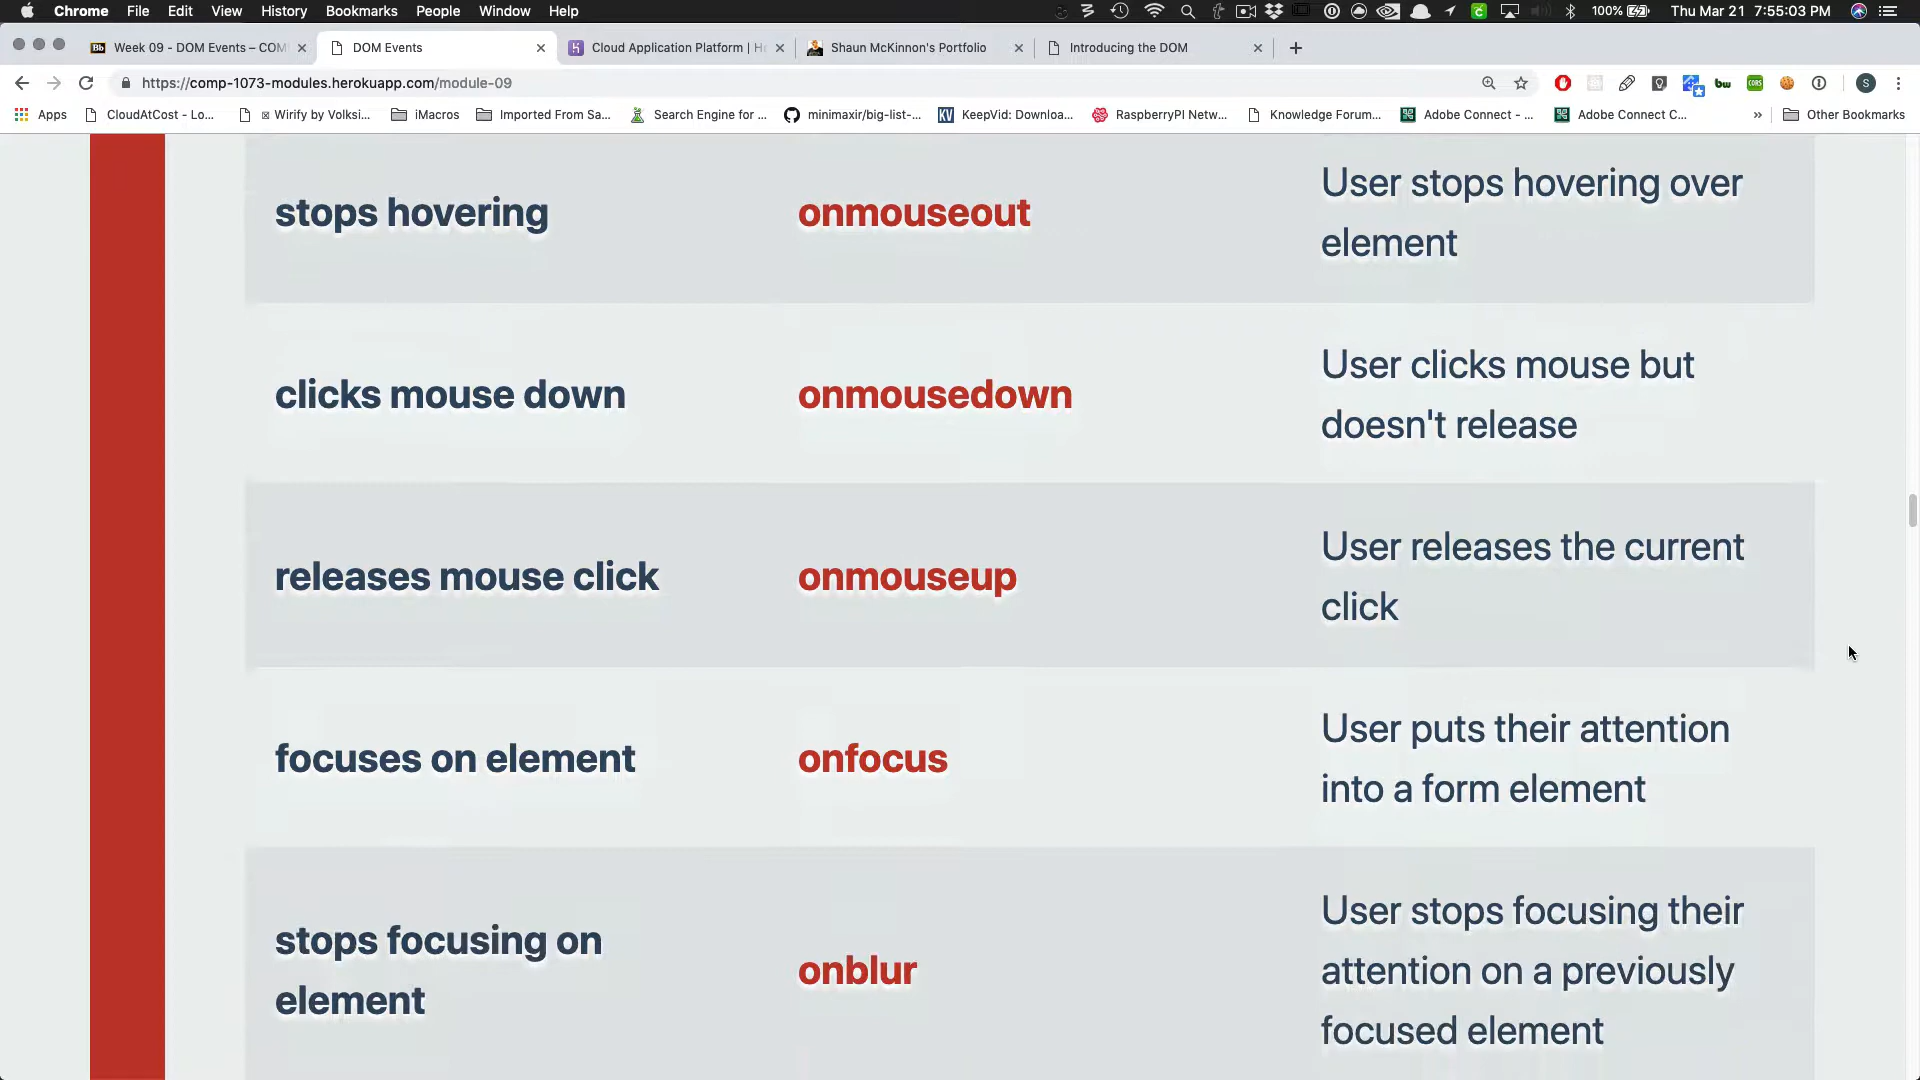 Chrome File Edit View History Bookmarks People Window Help 100% Thu Mar 21 7:55:03 PM
Bb Week 09 - DOM Events – COM DOM Events Cloud Application Platform | H Shaun McKinnon's Portfolio Introducing the DOM
https://comp-1073-modules.herokuapp.com/module-09
Apps CloudAtCost - Lo... Wirify by Volksi... iMacros Imported From Sa... Search Engine for ... minimaxir/big-list-... KV KeepVid: Downloa... RaspberryPI Netw... Knowledge Forum... Adobe Connect - ... Adobe Connect C... » Other Bookmarks
stops hovering onmouseout User stops hovering over
element
clicks mouse down onmousedown User clicks mouse but
doesn't release
releases mouse click onmouseup User releases the current
click
focuses on element onfocus User puts their attention
into a form element
stops focusing on
element onblur User stops focusing their
attention on a previously
focused element